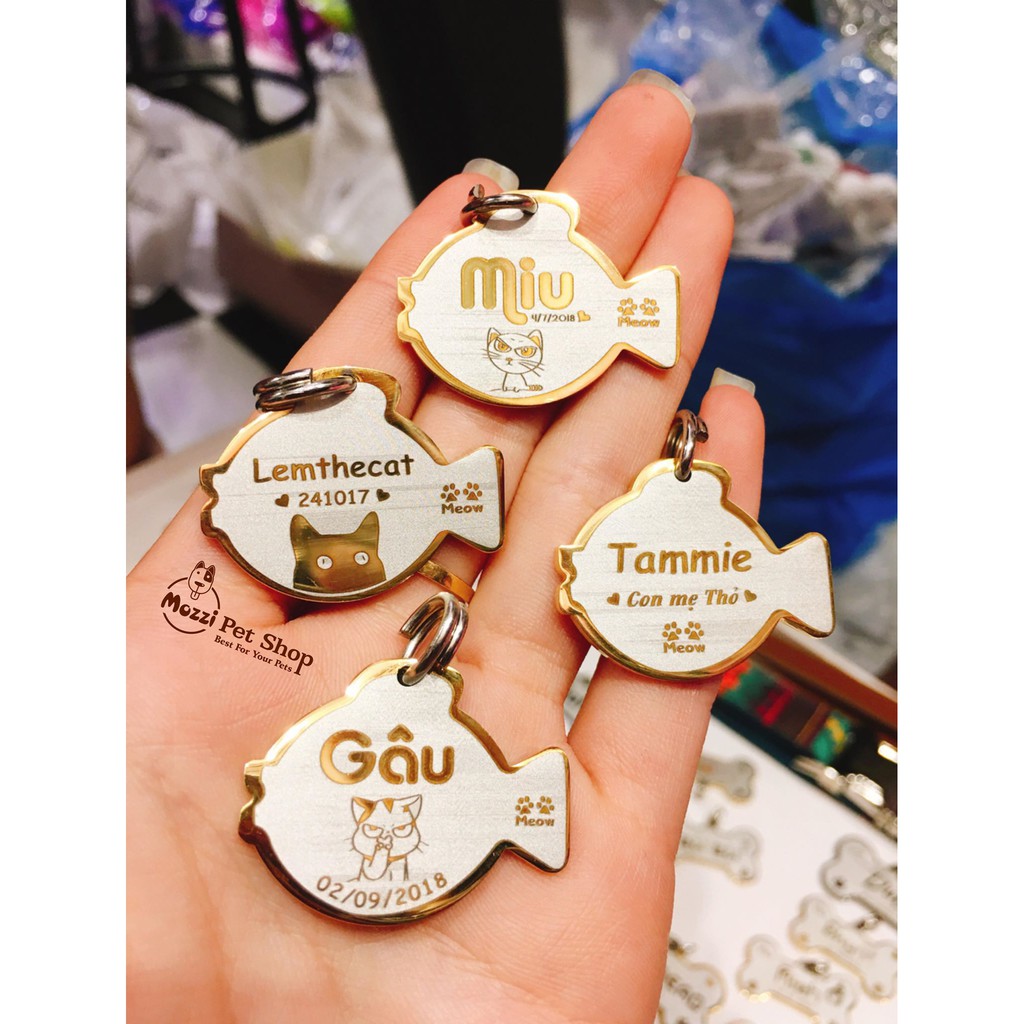 Miu
4/7/2018
Meow
Lemthecat
241017
Meow
Tammie
Con mẹ Thỏ
Meow
Mozzi Pet Shop
Best For Your Pets
Gâu
02/09/2018
Meow